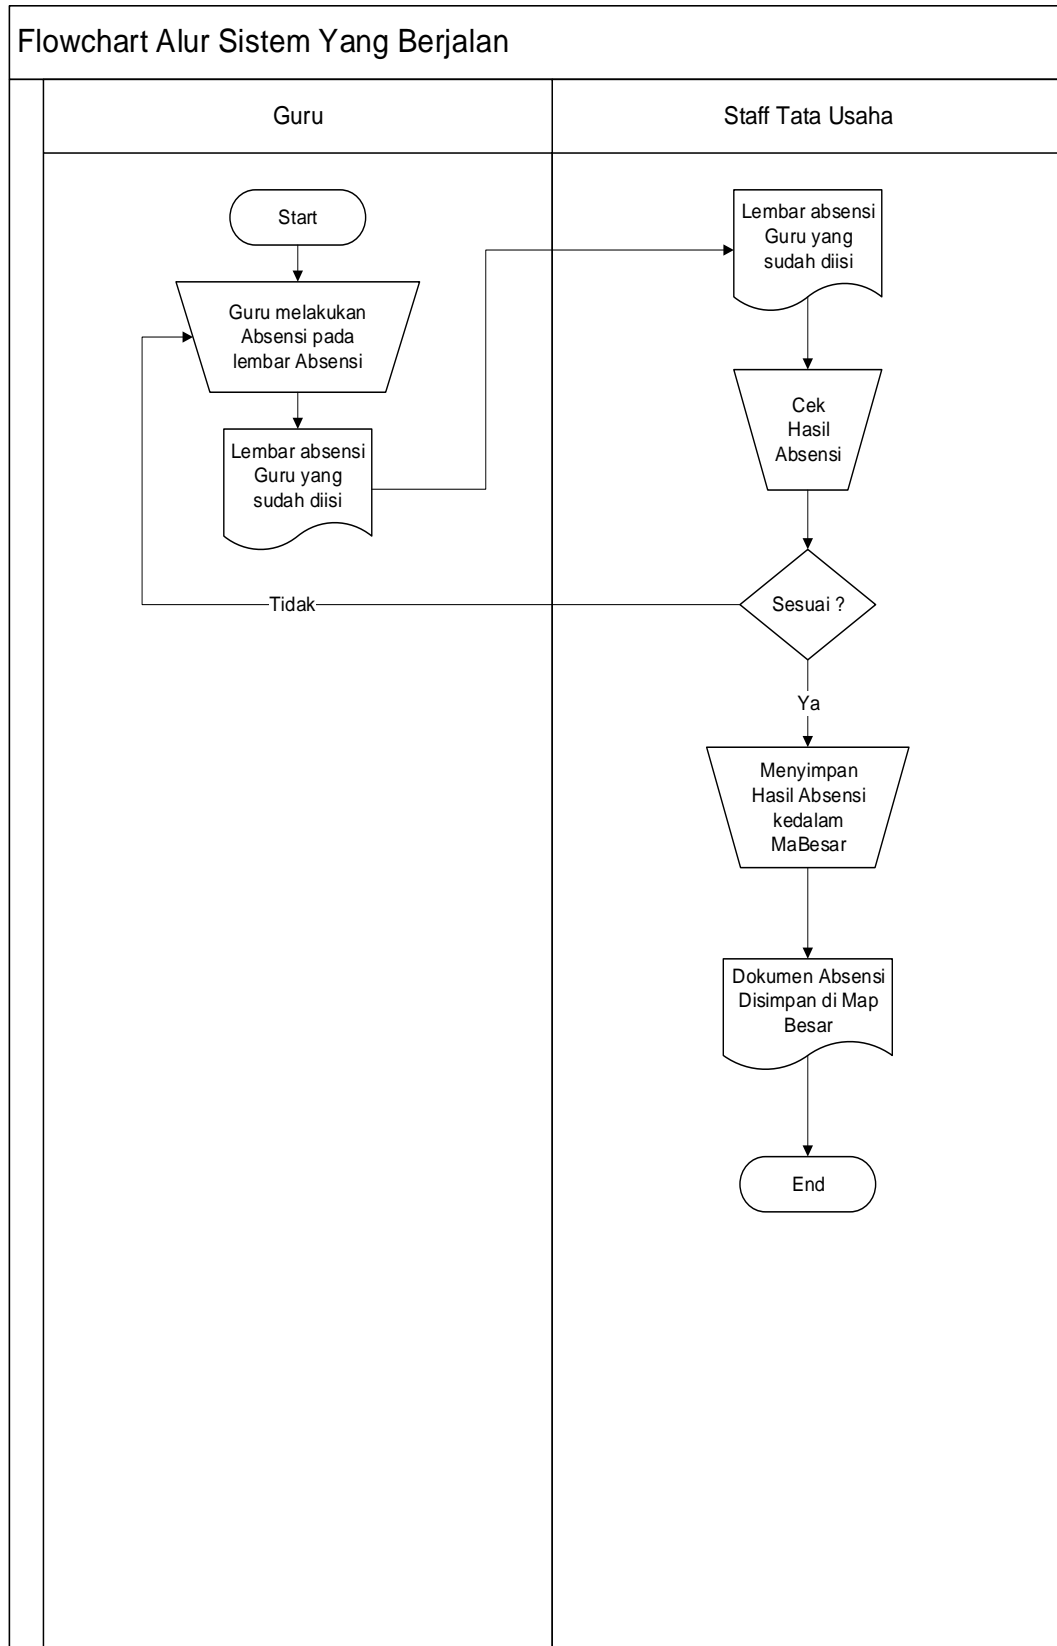 Flowchart Alur Sistem Yang Berjalan
Guru
Staff Tata Usaha
Start
Guru melakukan
Absensi pada
lembar Absensi
Lembar absensi
Guru yang
sudah diisi
Lembar absensi
Guru yang
sudah diisi
Cek
Hasil
Absensi
Sesuai ?
Tidak
Ya
Menyimpan
Hasil Absensi
kedalam
MaBesar
Dokumen Absensi
Disimpan di Map
Besar
End